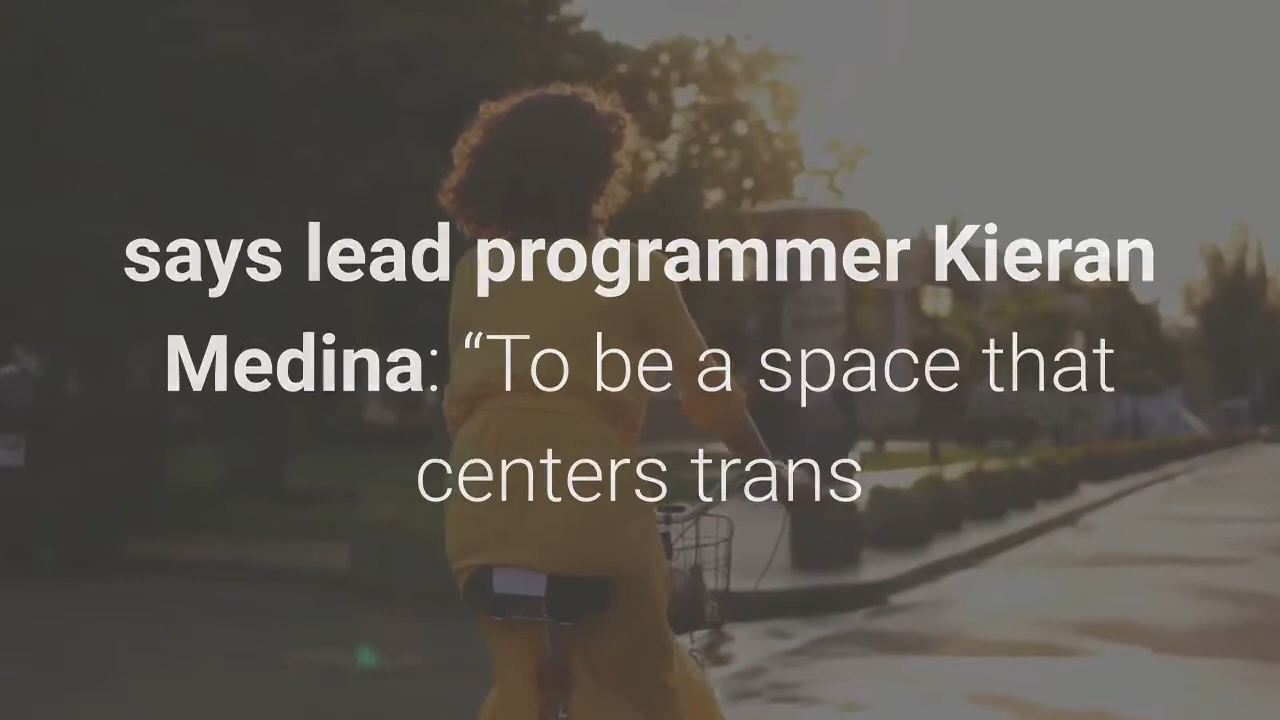 says lead programmer Kieran
Medina: “To be a space that
centers trans